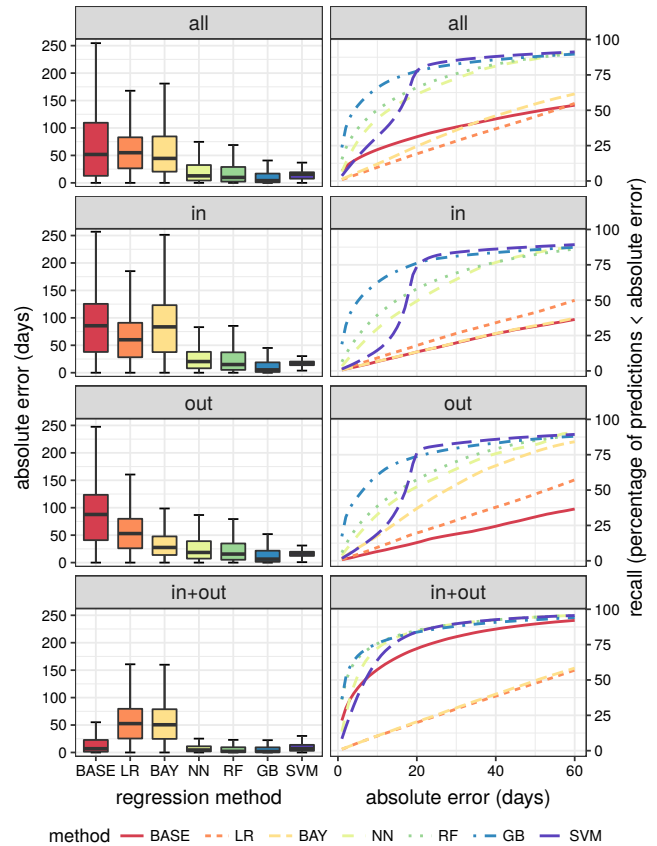 all
all
250
200
150
100
50
0
100
75
50
25
0
in
in
250
200
150
100
50
0
100
75
50
25
0
out
out
250
200
150
100
50
0
100
75
50
25
0
in+out
in+out
250
200
150
100
50
0
100
75
50
25
0
absolute error (days)
recall (percentage of predictions < absolute error)
BASE LR BAY NN RF GB SVM
0 20 40 60
regression method
absolute error (days)
method BASE LR BAY NN RF GB SVM